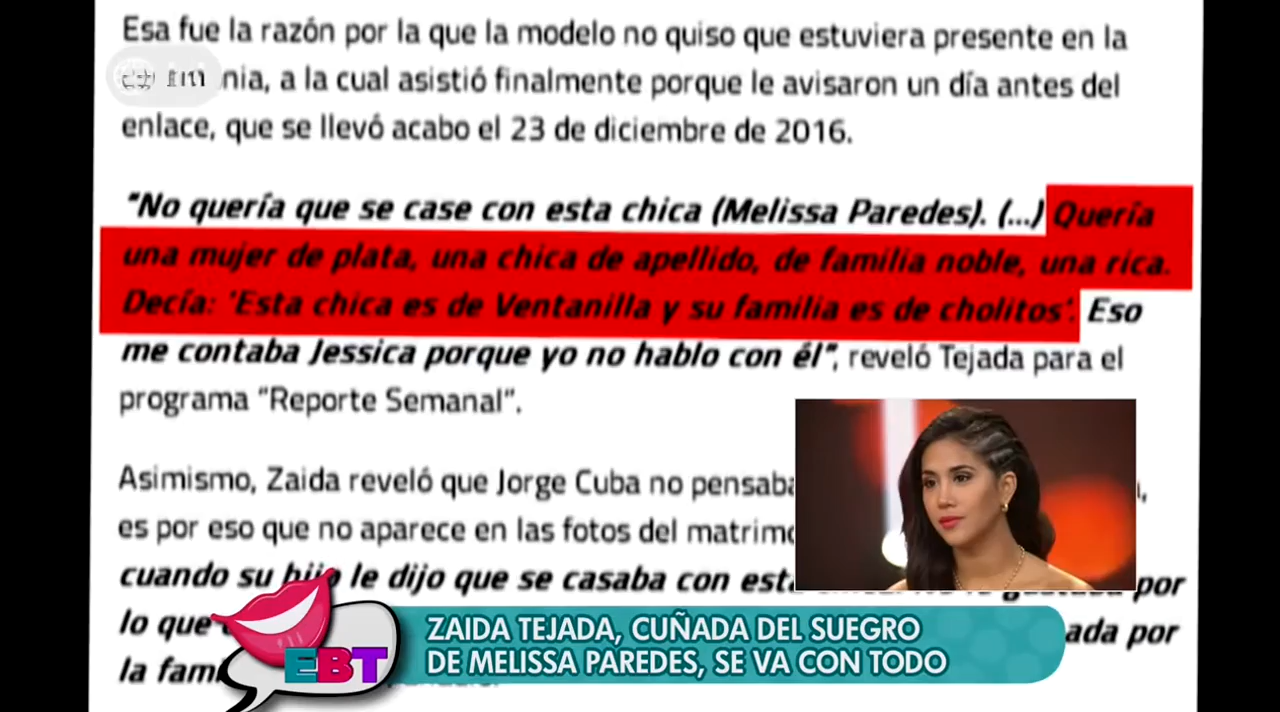 Esa fue la razón por la que la modelo no quiso que estuviera presente en la
nia, a la cual asistió finalmente porque le avisaron un día antes del
enlace, que se llevó acabo el 23 de diciembre de 2016.
"No quería que se case con esta chica (Melissa Paredes). (...) Quería
una mujer de plata, una chica de apellido, de familia noble, una rica.
Decía: 'Esta chica es de Ventanilla y su familia es de cholitos'. Eso
me contaba Jessica porque yo no hablo con él", reveló Tejada para el
programa "Reporte Semanal".
Asimismo, Zaida reveló que Jorge Cuba no pensaba
es por eso que no aparece en las fotos del matrimo
cuando su hijo le dijo que se casaba con esta por
lo que ada por
la fam
EBT
ZAIDA TEJADA, CUÑADA DEL SUEGRO
DE MELISSA PAREDES, SE VA CON TODO